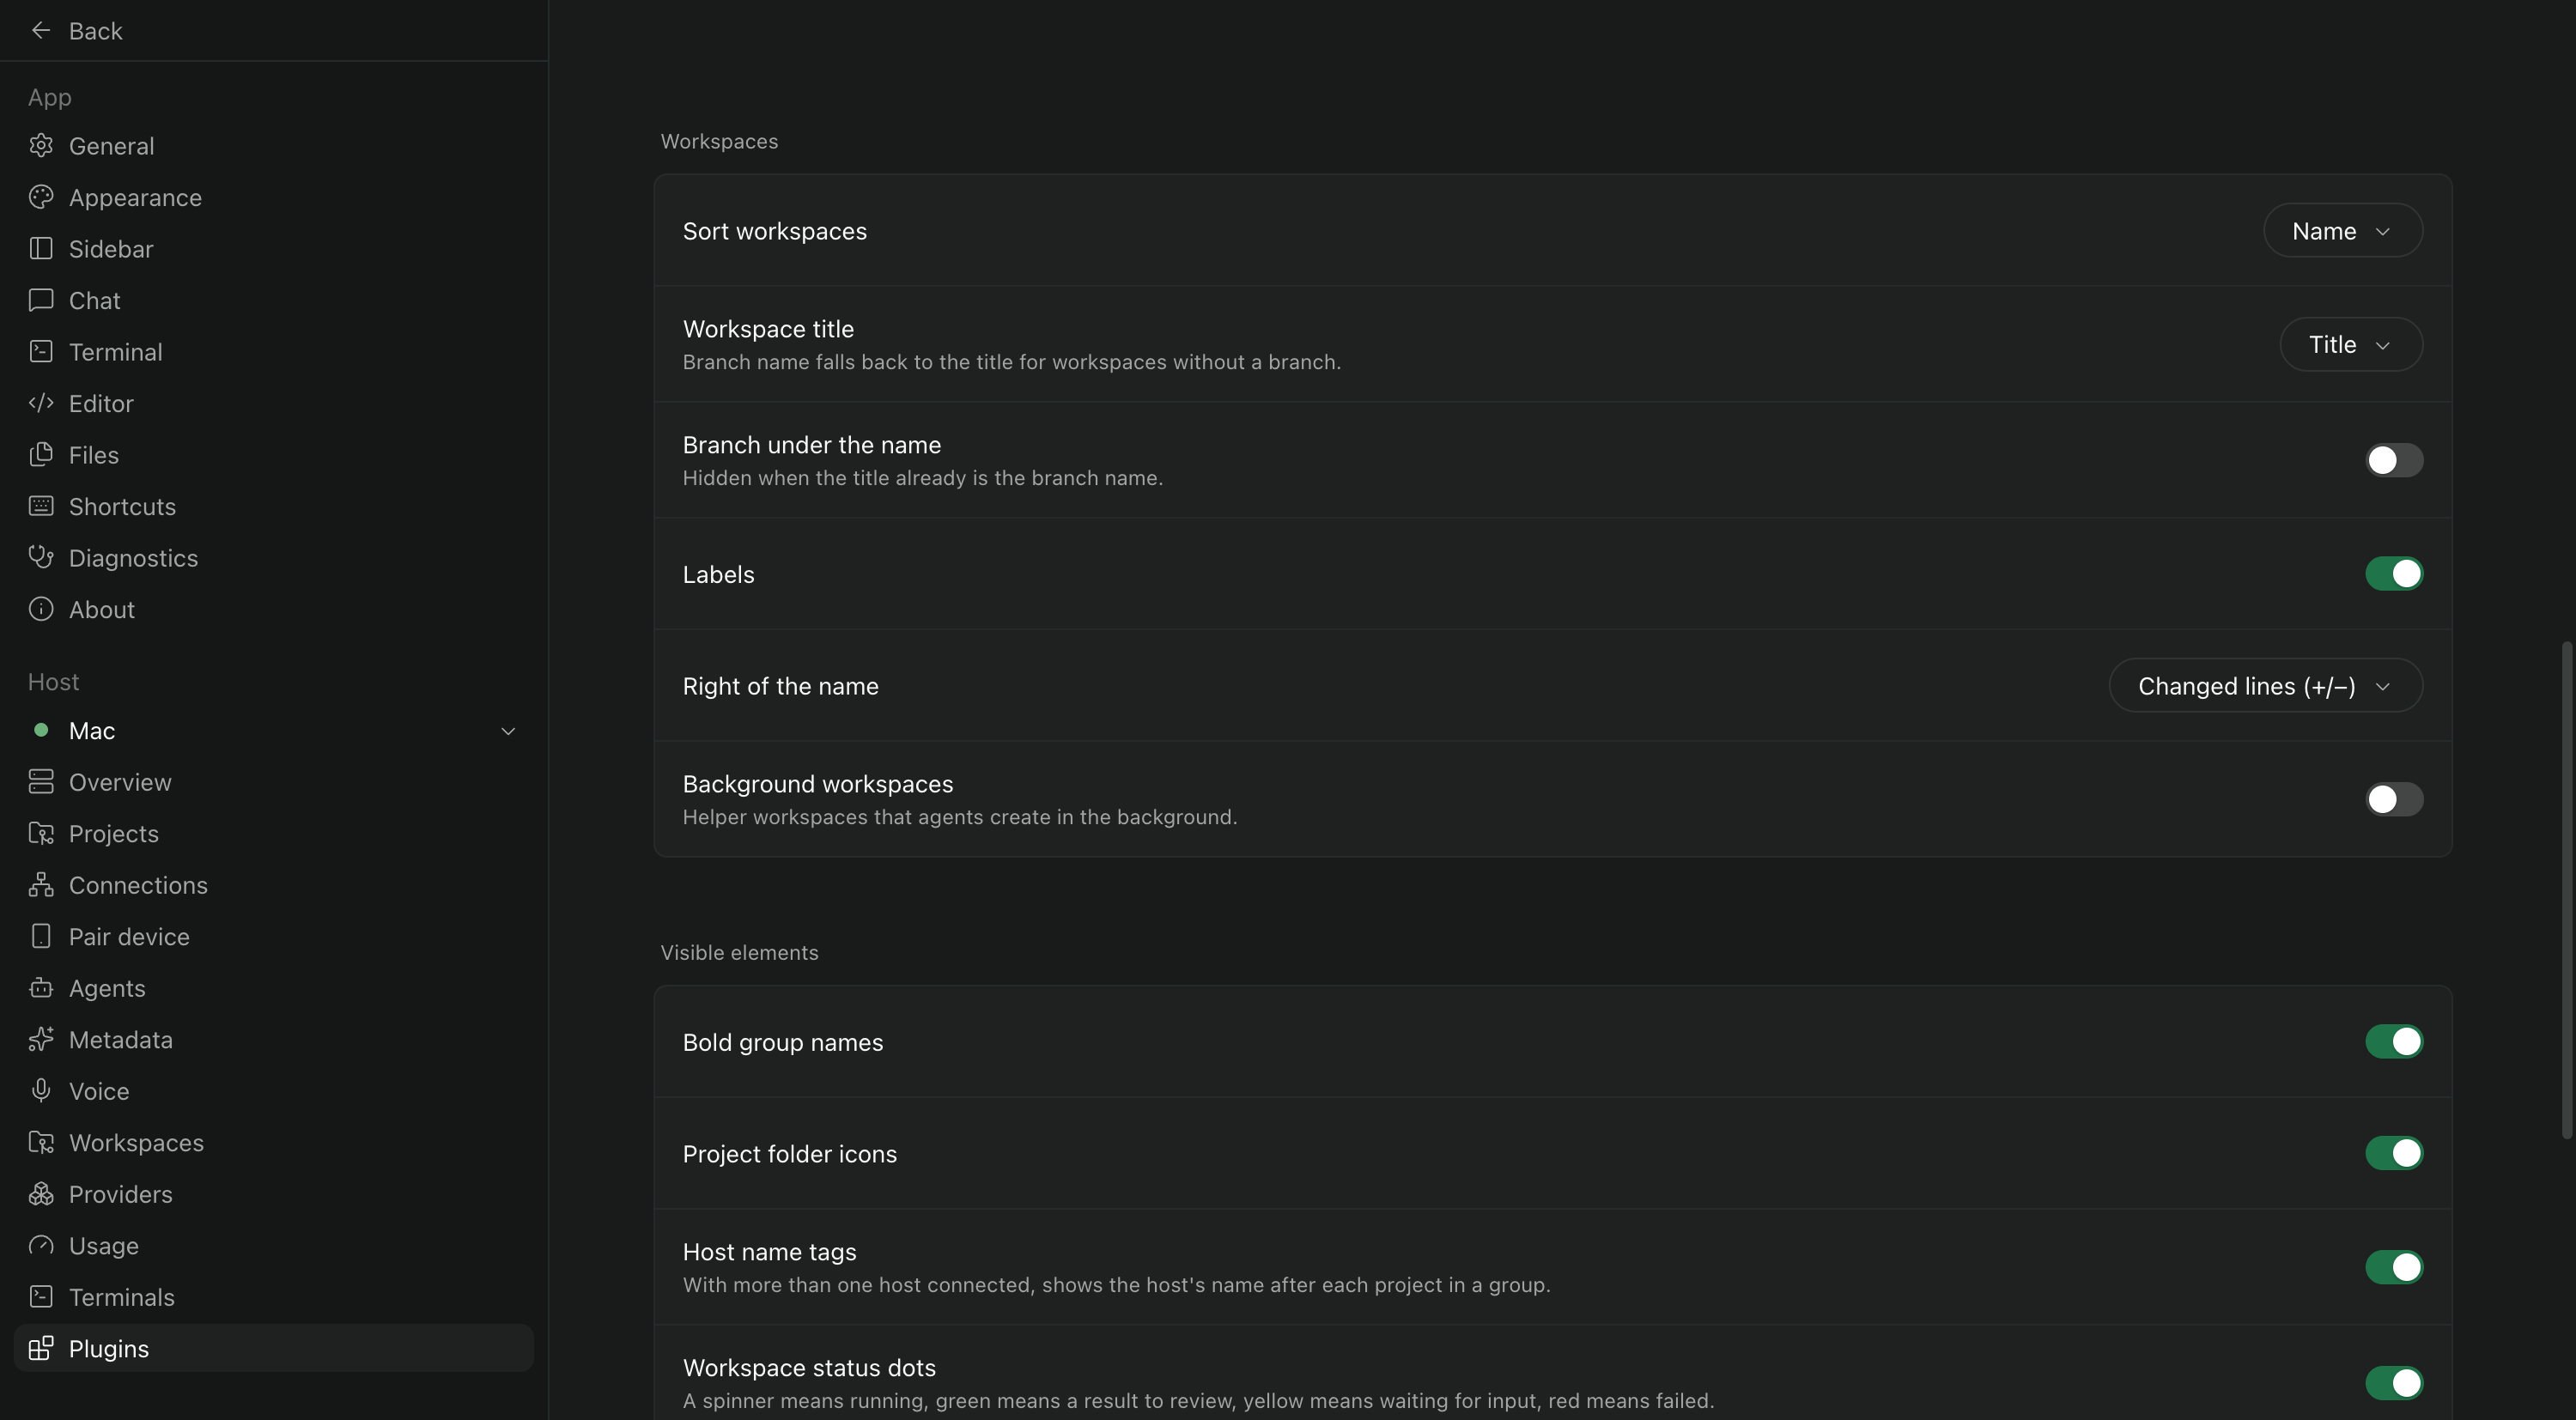 Back
App
General
Appearance
Sidebar
Chat
Terminal
Editor
Files
Shortcuts
Diagnostics
About
Host
Mac
Overview
Projects
Connections
Pair device
Agents
Metadata
Voice
Workspaces
Providers
Usage
Terminals
Plugins
Workspaces
Sort workspaces
Name
Workspace title
Branch name falls back to the title for workspaces without a branch.
Title
Branch under the name
Hidden when the title already is the branch name.
Labels
Right of the name
Changed lines (+/−)
Background workspaces
Helper workspaces that agents create in the background.
Visible elements
Bold group names
Project folder icons
Host name tags
With more than one host connected, shows the host's name after each project in a group.
Workspace status dots
A spinner means running, green means a result to review, yellow means waiting for input, red means failed.